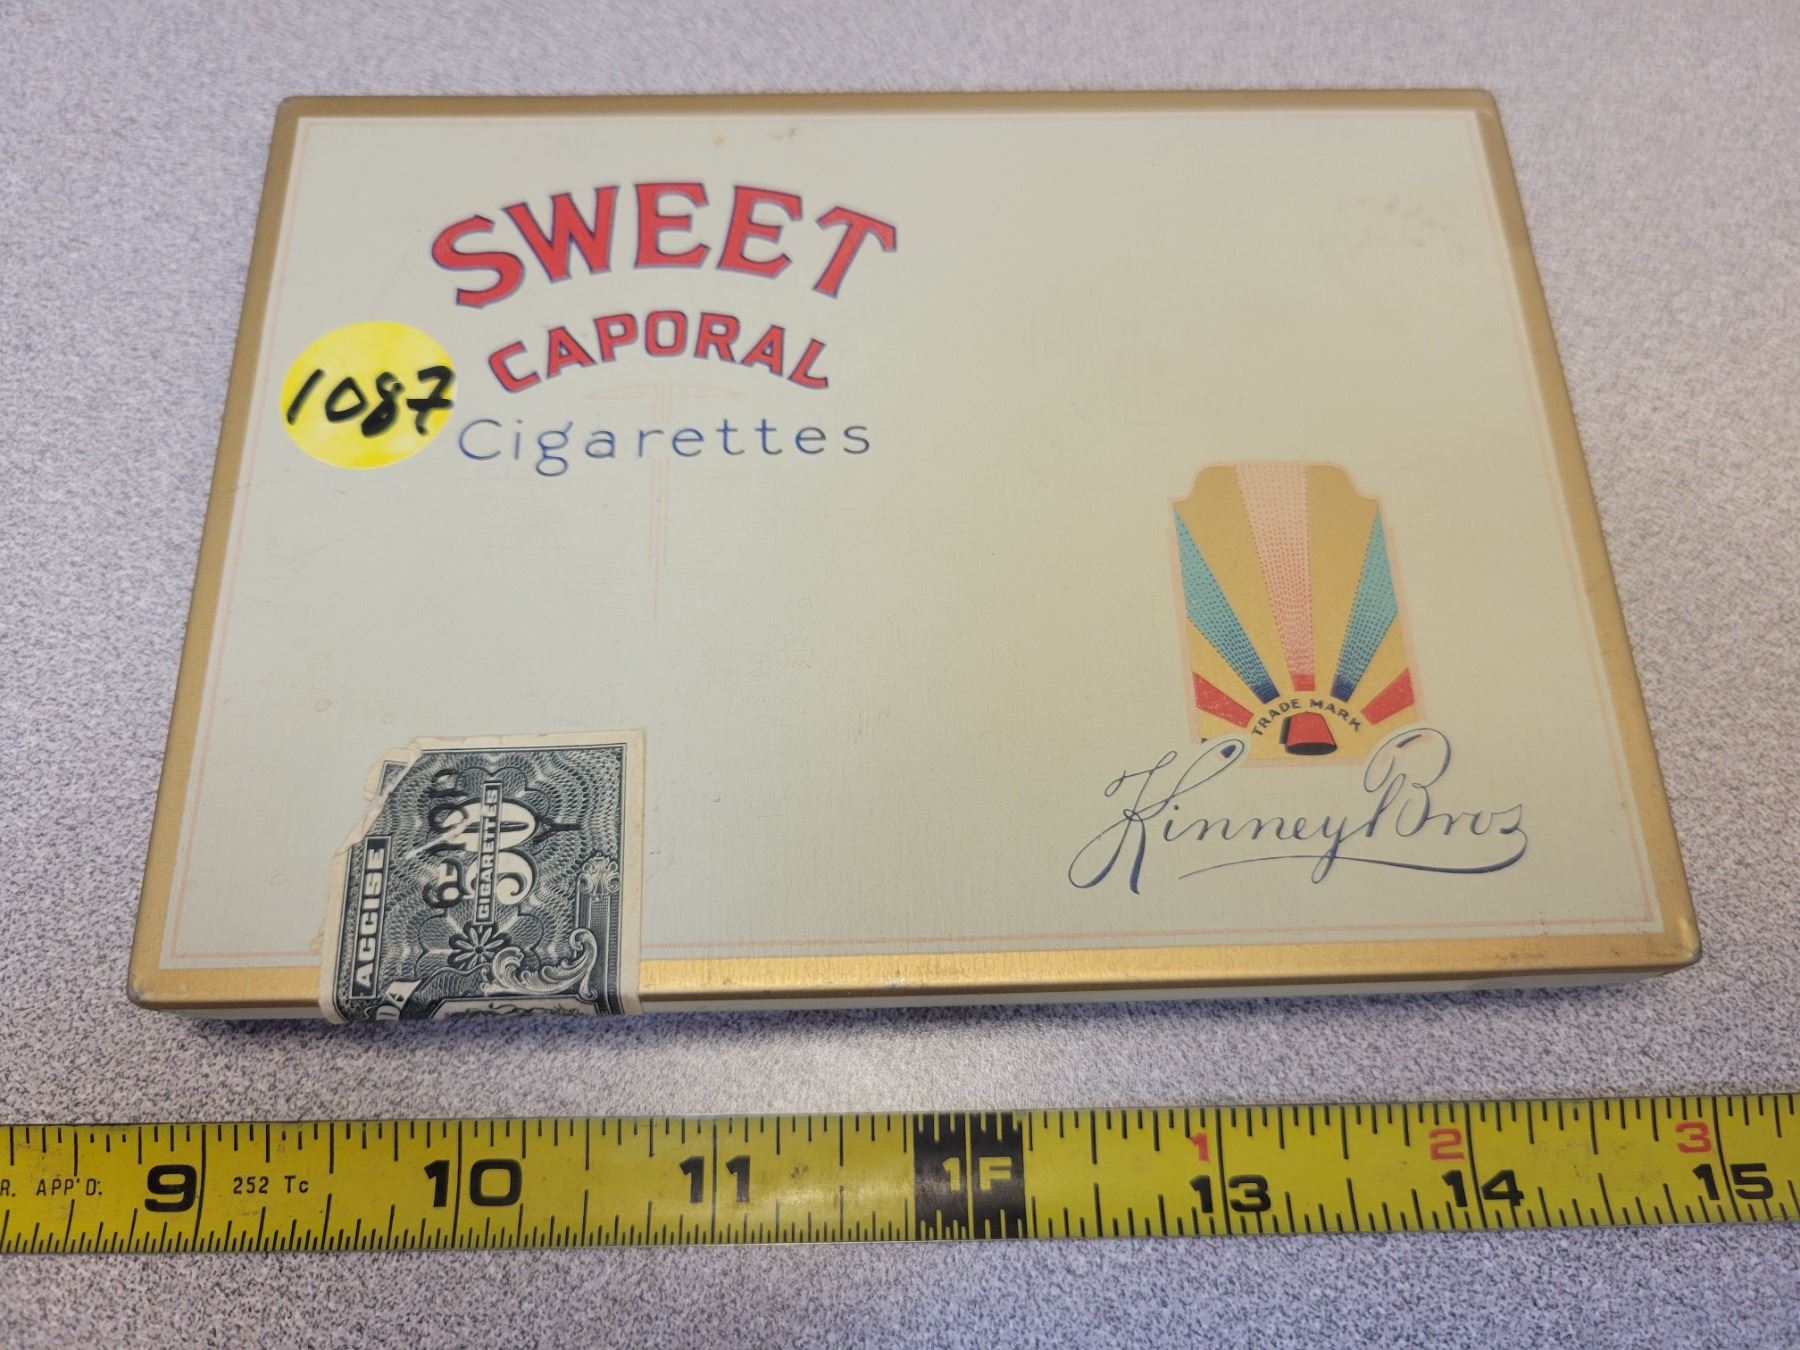 SWEET
CAPORAL
Cigarettes
1087
TRADE MARK
Kinney Bros
ACCISE
50
CIGARETTES
R. APP'D.
9
252 Tc
10
11
1F
1
13
2
14
3
15